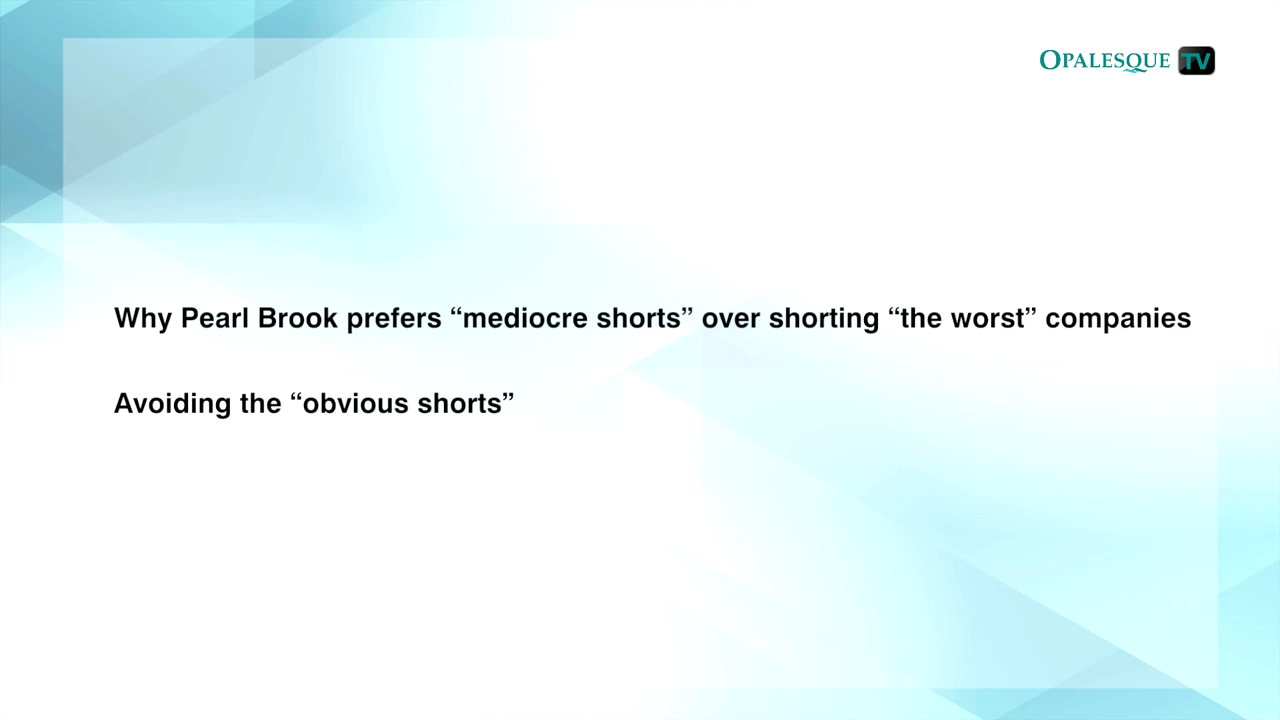 OPALESQUE TV
Why Pearl Brook prefers “mediocre shorts” over shorting “the worst” companies
Avoiding the “obvious shorts”